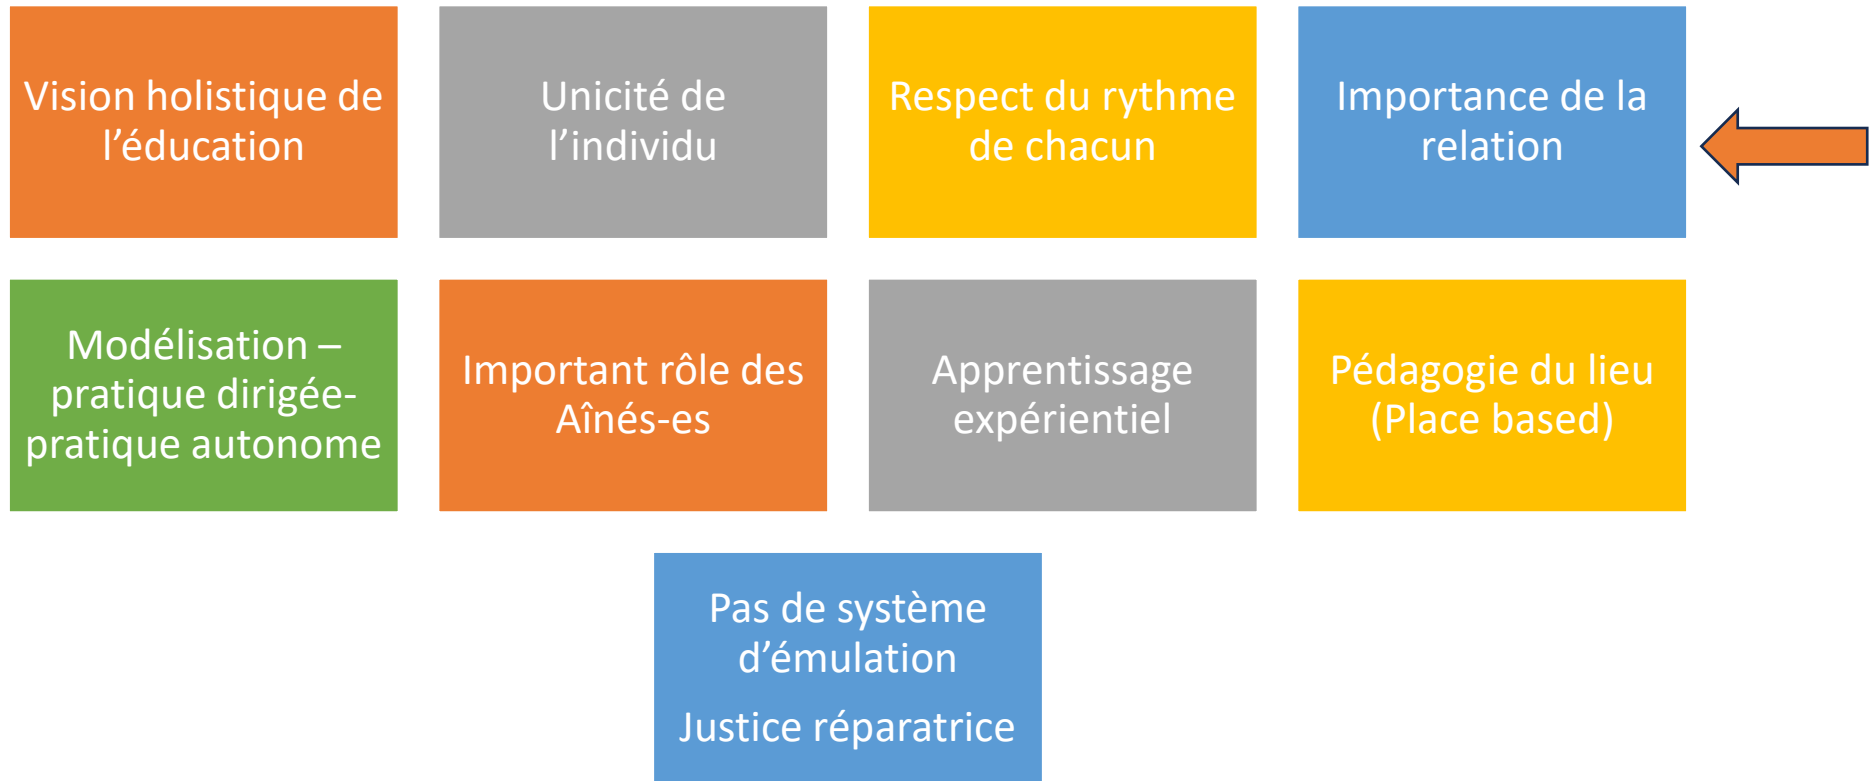 Vision holistique de
l’éducation
Unicité de
l’individu
Respect du rythme
de chacun
Importance de la
relation
Modélisation –
pratique dirigée-
pratique autonome
Important rôle des
Aînés-es
Apprentissage
expérientiel
Pédagogie du lieu
(Place based)
Pas de système
d’émulation
Justice réparatrice